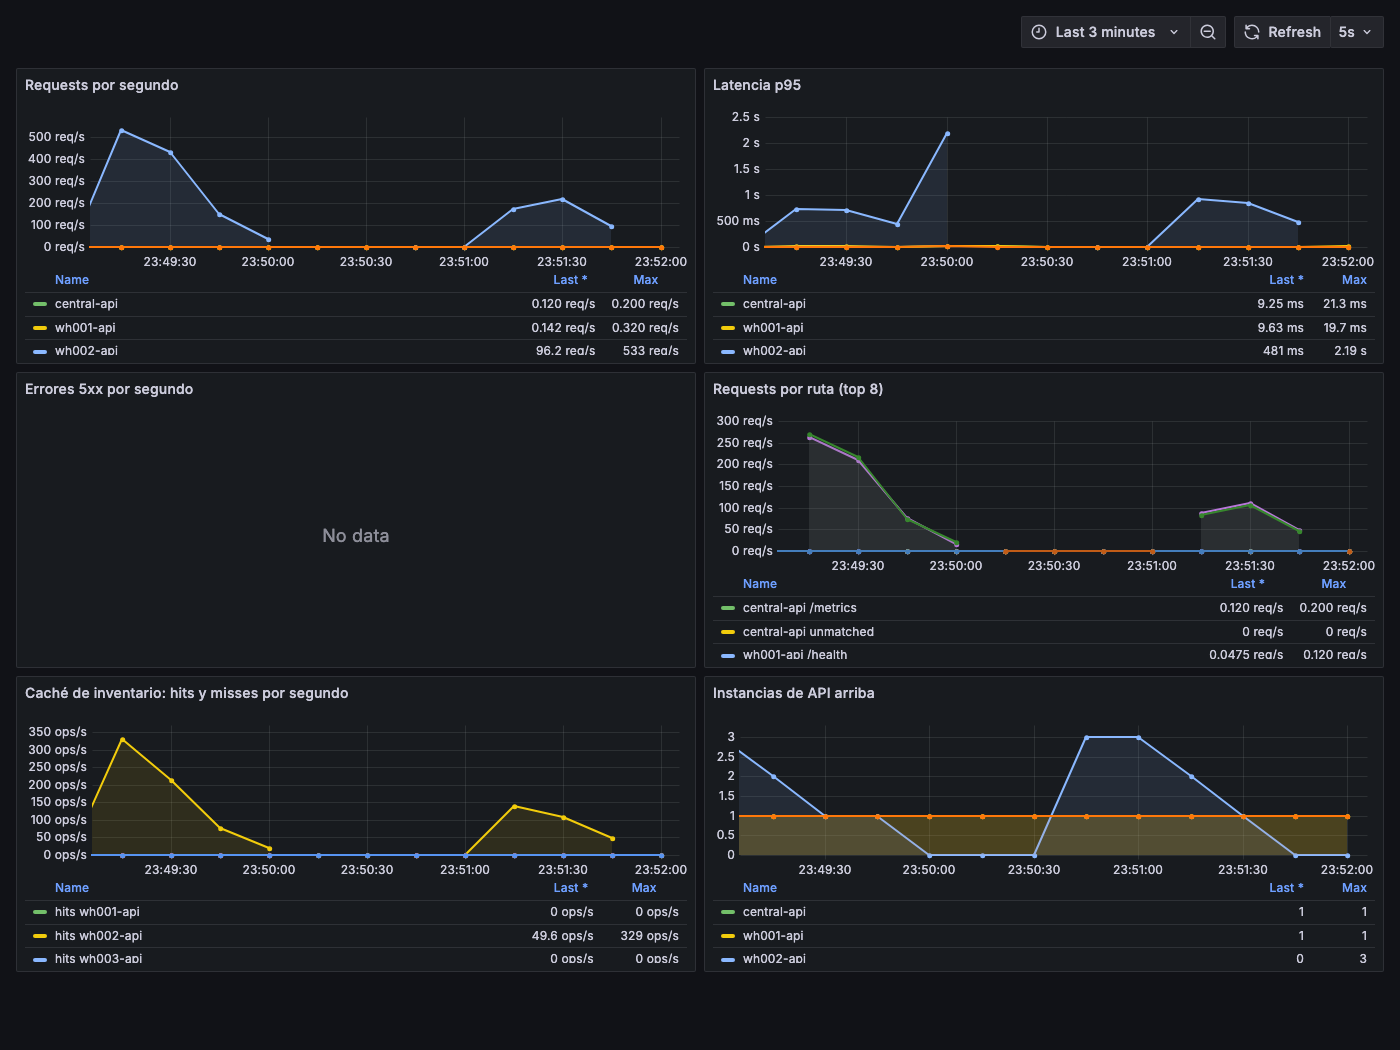 Last 3 minutes
Refresh
5s
Requests por segundo
500 req/s
400 req/s
300 req/s
200 req/s
100 req/s
0 req/s
23:49:30 23:50:00 23:50:30 23:51:00 23:51:30 23:52:00
Name Last * Max
central-api 0.120 req/s 0.200 req/s
wh001-api 0.142 req/s 0.320 req/s
wh002-api 96.2 req/s 533 req/s
Latencia p95
2.5 s
2 s
1.5 s
1 s
500 ms
0 s
23:49:30 23:50:00 23:50:30 23:51:00 23:51:30 23:52:00
Name Last * Max
central-api 9.25 ms 21.3 ms
wh001-api 9.63 ms 19.7 ms
wh002-api 481 ms 2.19 s
Errores 5xx por segundo
No data
Requests por ruta (top 8)
300 req/s
250 req/s
200 req/s
150 req/s
100 req/s
50 req/s
0 req/s
23:49:30 23:50:00 23:50:30 23:51:00 23:51:30 23:52:00
Name Last * Max
central-api /metrics 0.120 req/s 0.200 req/s
central-api unmatched 0 req/s 0 req/s
wh001-api /health 0.0475 req/s 0.120 req/s
Caché de inventario: hits y misses por segundo
350 ops/s
300 ops/s
250 ops/s
200 ops/s
150 ops/s
100 ops/s
50 ops/s
0 ops/s
23:49:30 23:50:00 23:50:30 23:51:00 23:51:30 23:52:00
Name Last * Max
hits wh001-api 0 ops/s 0 ops/s
hits wh002-api 49.6 ops/s 329 ops/s
hits wh003-api 0 ops/s 0 ops/s
Instancias de API arriba
3
2.5
2
1.5
1
0.5
0
23:49:30 23:50:00 23:50:30 23:51:00 23:51:30 23:52:00
Name Last * Max
central-api 1 1
wh001-api 1 1
wh002-api 0 3